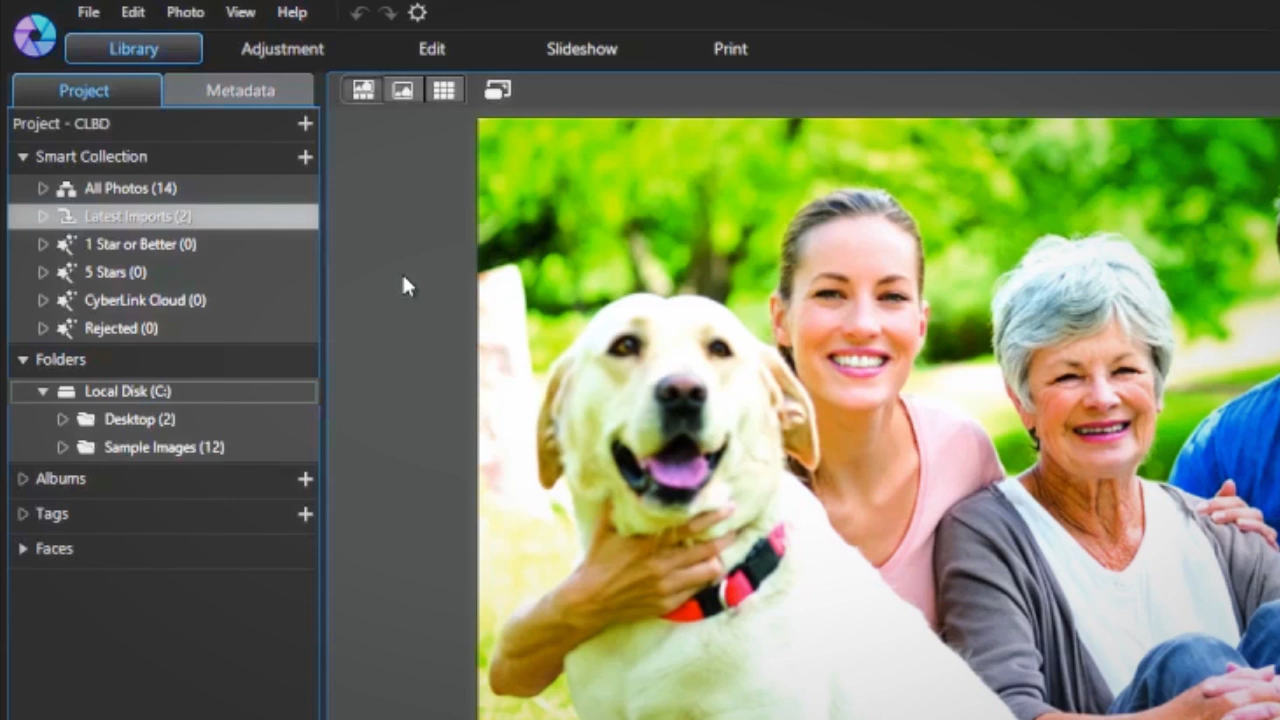 File Edit Photo View Help
Library Adjustment Edit Slideshow Print
Project Metadata
Project - CLBD
Smart Collection
All Photos (14)
Latest Imports (2)
1 Star or Better (0)
5 Stars (0)
CyberLink Cloud (0)
Rejected (0)
Folders
Local Disk (C:)
Desktop (2)
Sample Images (12)
Albums
Tags
Faces